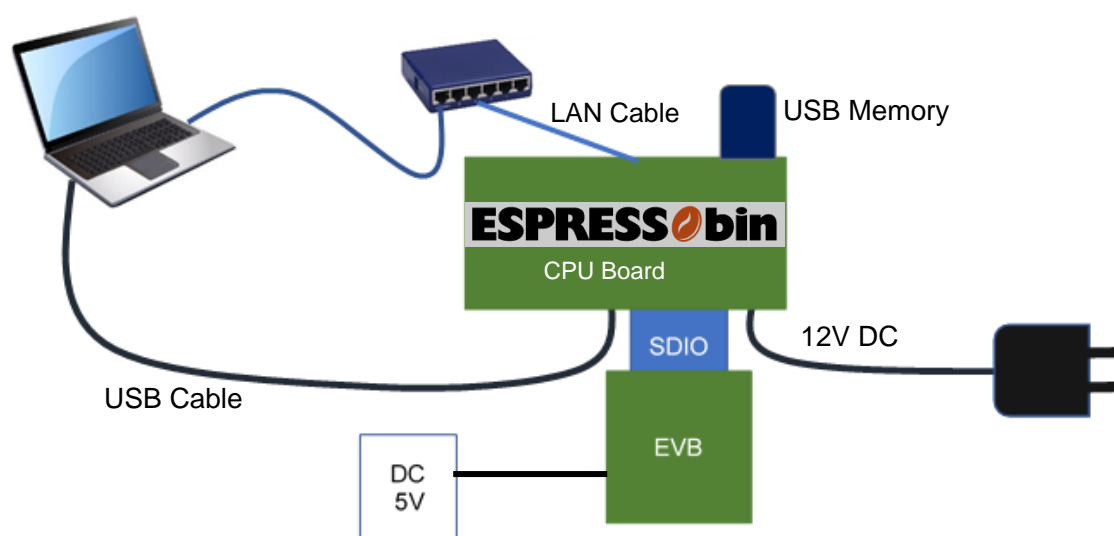 LAN Cable
USB Memory
ESPRESSObin
CPU Board
SDIO
12V DC
USB Cable
EVB
DC
5V